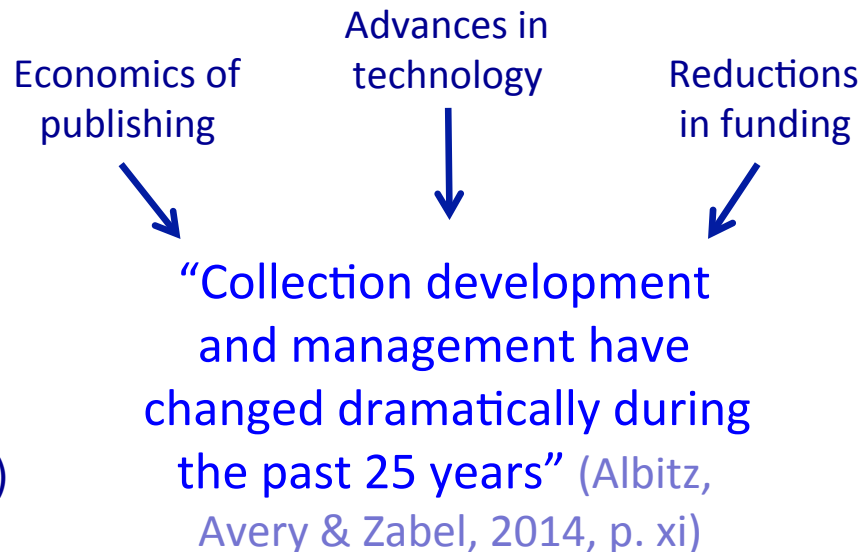 Economics of
publishing
Advances in
technology
Reductions
in funding
“Collection development
and management have
changed dramatically during
the past 25 years” (Albitz,
Avery & Zabel, 2014, p. xi)
)